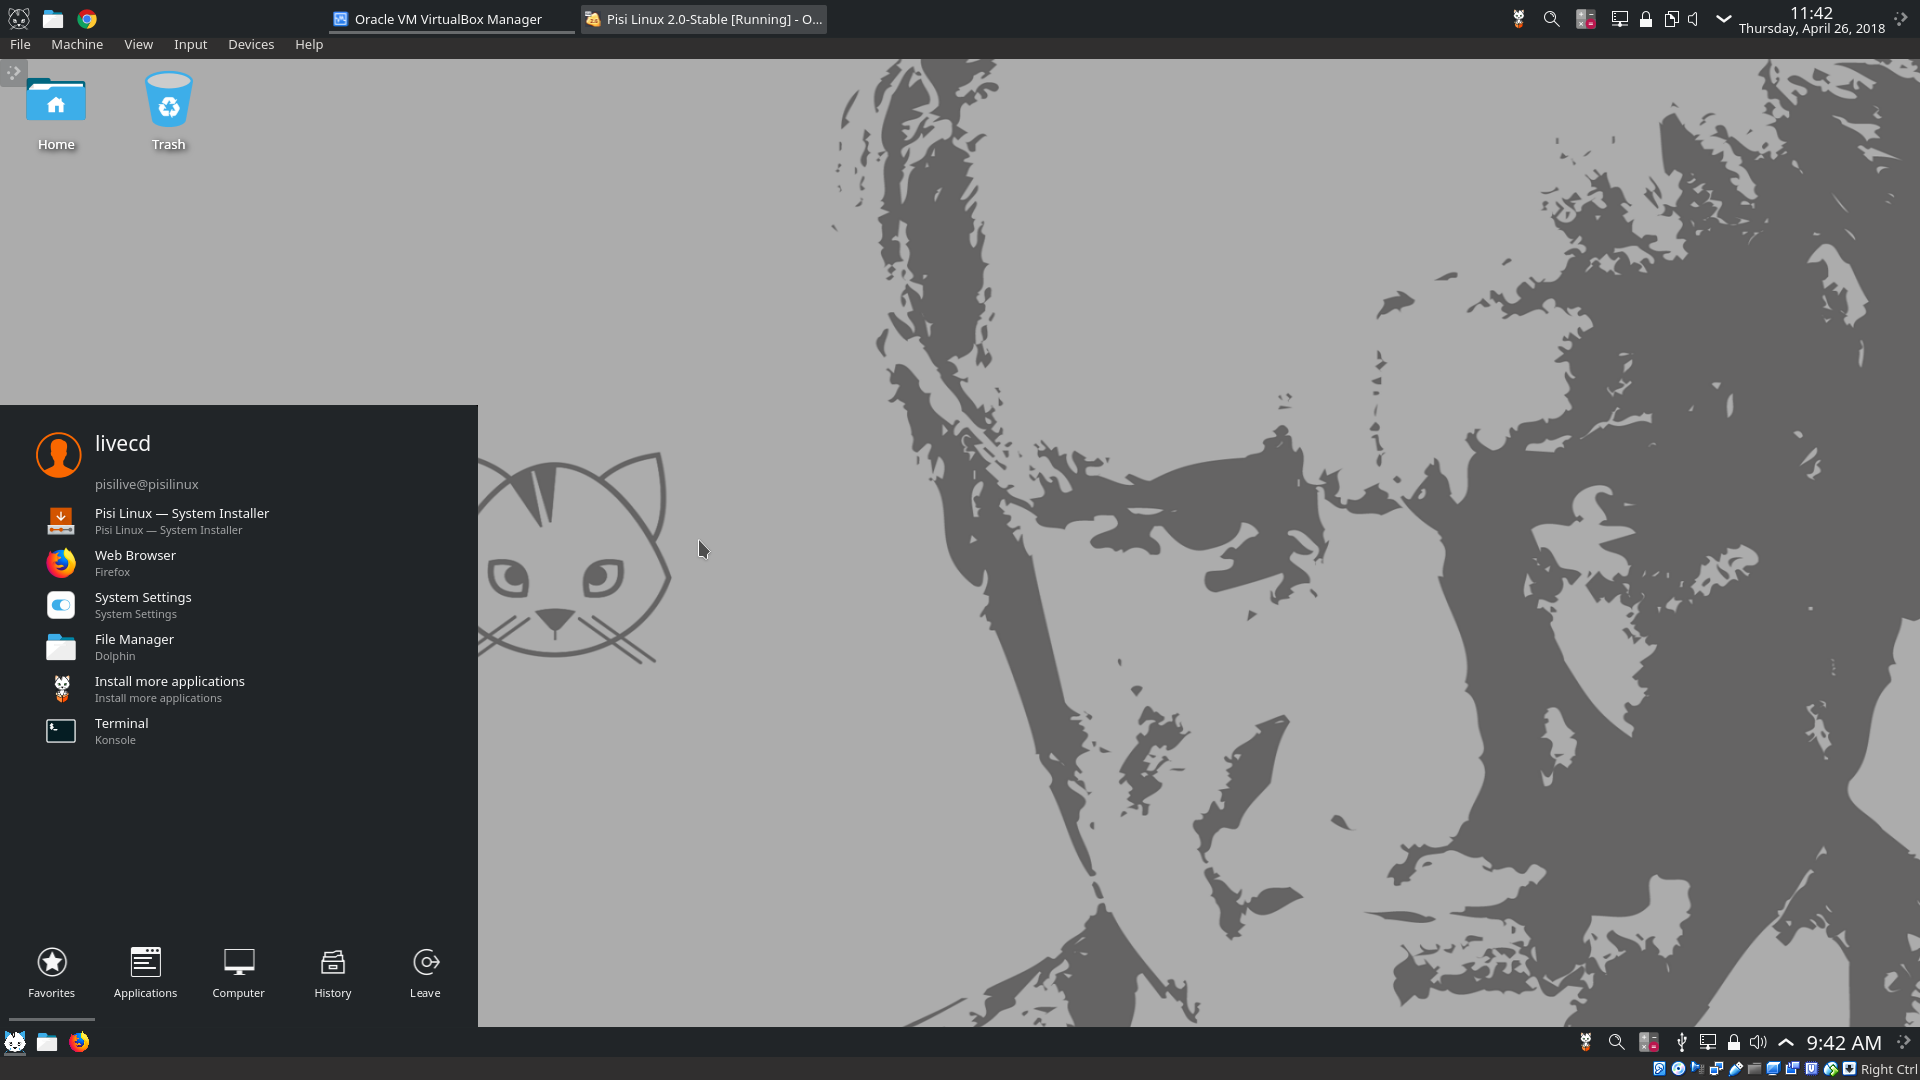 Oracle VM VirtualBox Manager
Pisi Linux 2.0-Stable [Running] - O...
11:42
Thursday, April 26, 2018
File Machine View Input Devices Help
Home
Trash
livecd
pisilive@pisilinux
Pisi Linux — System Installer
Pisi Linux — System Installer
Web Browser
Firefox
System Settings
System Settings
File Manager
Dolphin
Install more applications
Install more applications
Terminal
Konsole
Favorites
Applications
Computer
History
Leave
9:42 AM
Right Ctrl